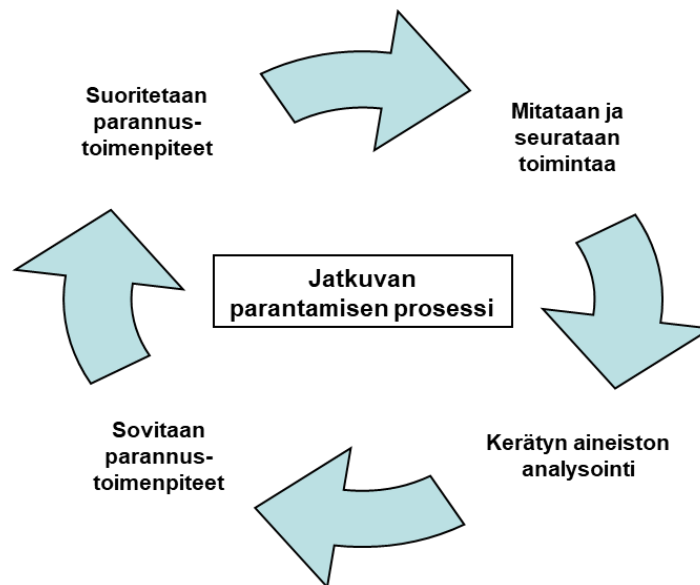 Suoritetaan
parannus-
toimenpiteet
Mitataan ja
seurataan
toimintaa
Jatkuvan
parantamisen prosessi
Sovitaan
parannus-
toimenpiteet
Kerätyn aineiston
analysointi